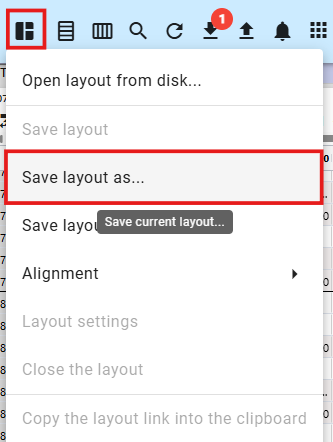 1
Open layout from disk...
Save layout
Save layout as...
Save layou
Save current layout...
Alignment
Layout settings
Close the layout
Copy the layout link into the clipboard